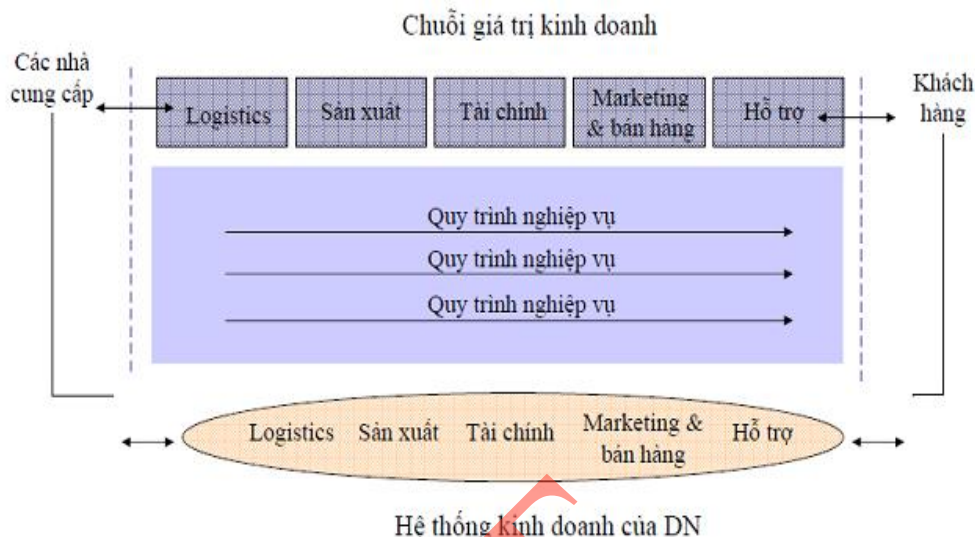 Chuỗi giá trị kinh doanh
Các nhà
cung cấp
Logistics
Sản xuất
Tài chính
Marketing
& bán hàng
Hỗ trợ
Khách
hàng
Quy trình nghiệp vụ
Quy trình nghiệp vụ
Quy trình nghiệp vụ
Logistics
Sản xuất
Tài chính
Marketing &
bán hàng
Hỗ trợ
Hệ thống kinh doanh của DN